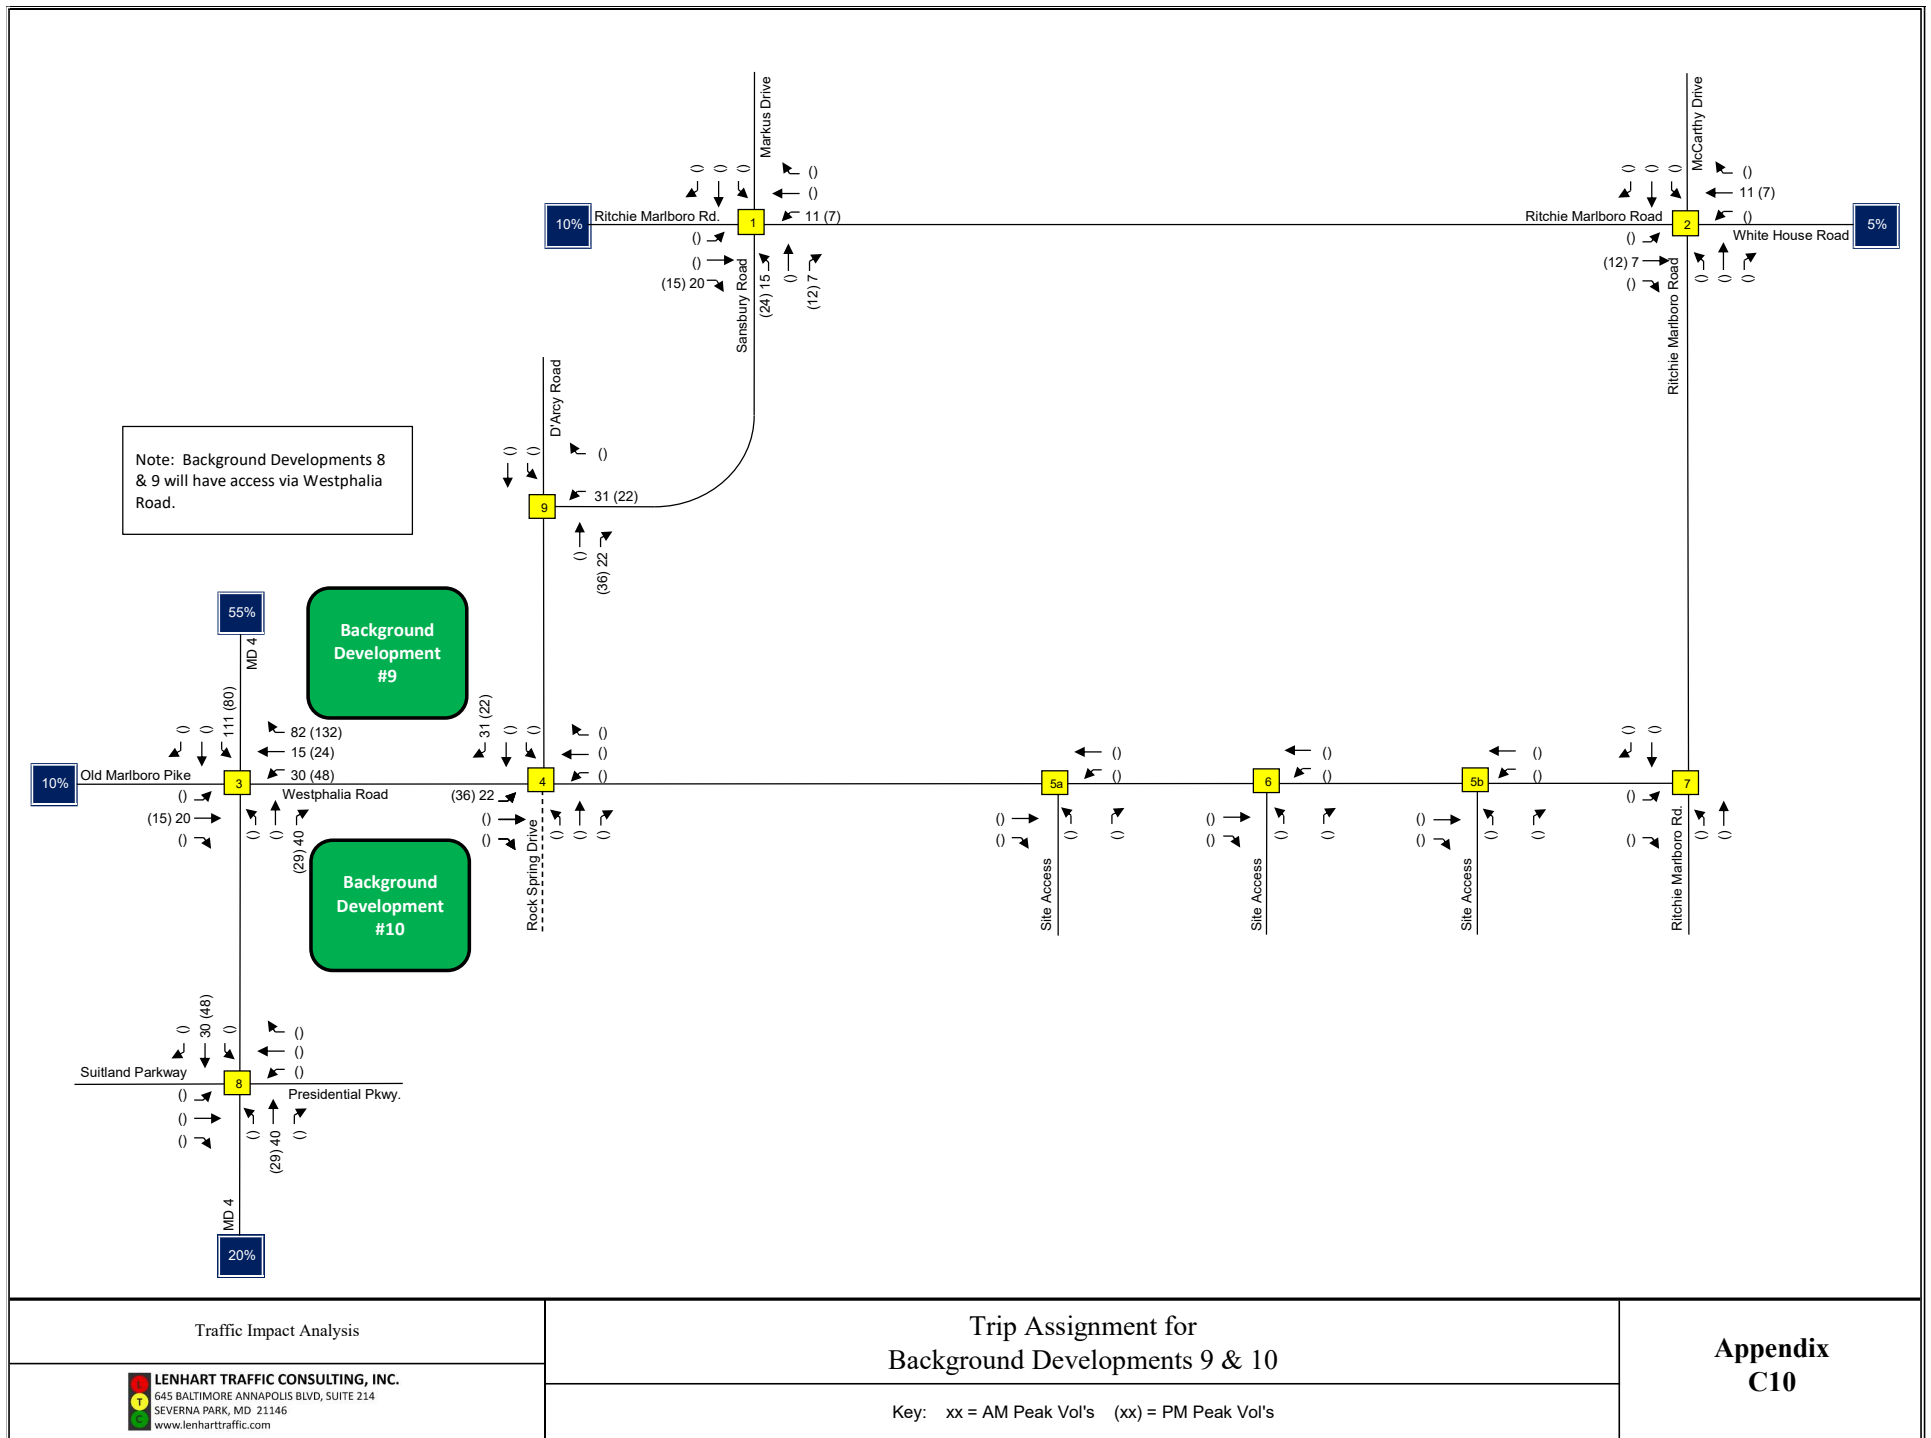 Markus Drive
McCarthy Drive
() () ()
()
()
11 (7)
10%
Ritchie Marlboro Rd.
1
()
()
(15) 20
Sansbury Road
(24) 15
()
(12) 7
() () ()
()
11 (7)
()
Ritchie Marlboro Road
2
White House Road
5%
()
(12) 7
()
Ritchie Marlboro Road
() () ()
D'Arcy Road
() ()
()
31 (22)
9
()
(36) 22
Note: Background Developments 8
& 9 will have access via Westphalia
Road.
55%
MD 4
Background
Development
#9
() ()
111 (80)
82 (132)
15 (24)
30 (48)
10%
Old Marlboro Pike
3
Westphalia Road
()
(15) 20
()
() ()
(29) 40
31 (22)
() ()
()
()
()
4
(36) 22
()
()
Rock Spring Drive
() () ()
Background
Development
#10
()
()
5a
()
()
() ()
Site Access
()
()
6
()
()
() ()
Site Access
()
()
5b
()
()
() ()
Site Access
() ()
7
()
()
() ()
Ritchie Marlboro Rd.
()
30 (48)
()
()
()
()
Suitland Parkway
8
Presidential Pkwy.
()
()
()
()
(29) 40
()
MD 4
20%
Traffic Impact Analysis
L
T
C
LENHART TRAFFIC CONSULTING, INC.
645 BALTIMORE ANNAPOLIS BLVD, SUITE 214
SEVERNA PARK, MD 21146
www.lenharttraffic.com
Trip Assignment for
Background Developments 9 & 10
Key: xx = AM Peak Vol's (xx) = PM Peak Vol's
Appendix
C10